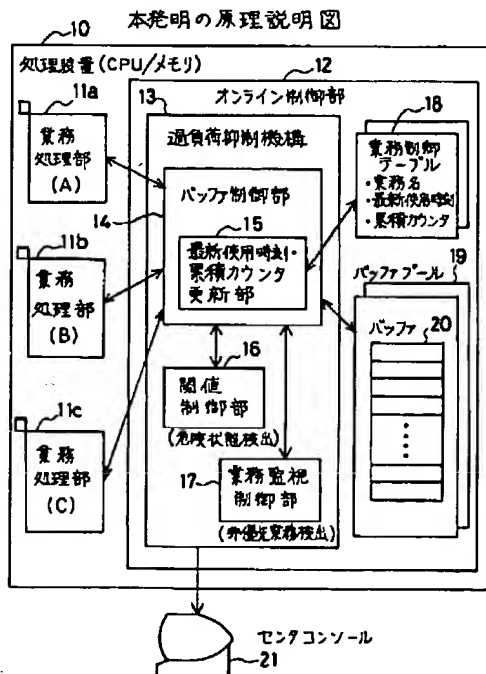 本発明の原理説明図
10
処理装置(CPU/メモリ)
12
オンライン制御部
11a
業務
処理部
(A)
13
過負荷抑制機構
14
バッファ制御部
15
最新使用時刻・
累積カウンタ
更新部
18
業務制御
テーブル
・業務名
・最新使用時刻
・累積カウンタ
11b
業務
処理部
(B)
バッファプール
19
バッファ
20
16
閾値
制御部
(危険状態検出)
11c
業務
処理部
(C)
17
業務監視
制御部
(非優先業務検出)
センタコンソール
21